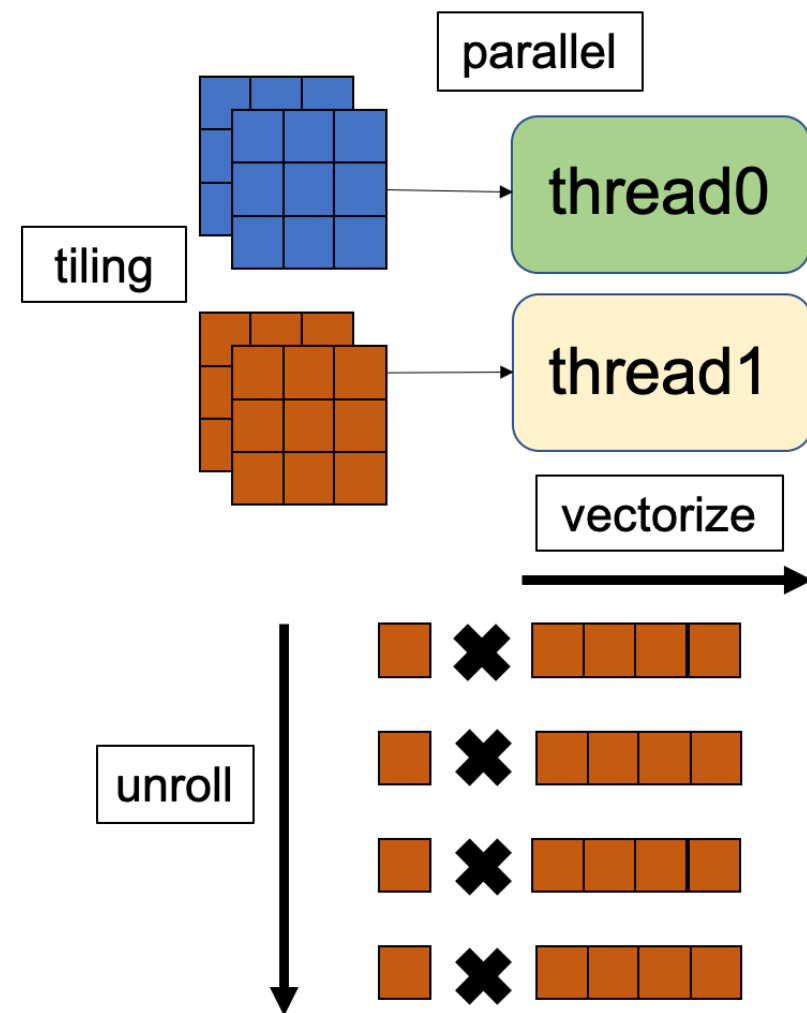 parallel
thread0
tiling
thread1
vectorize
unroll